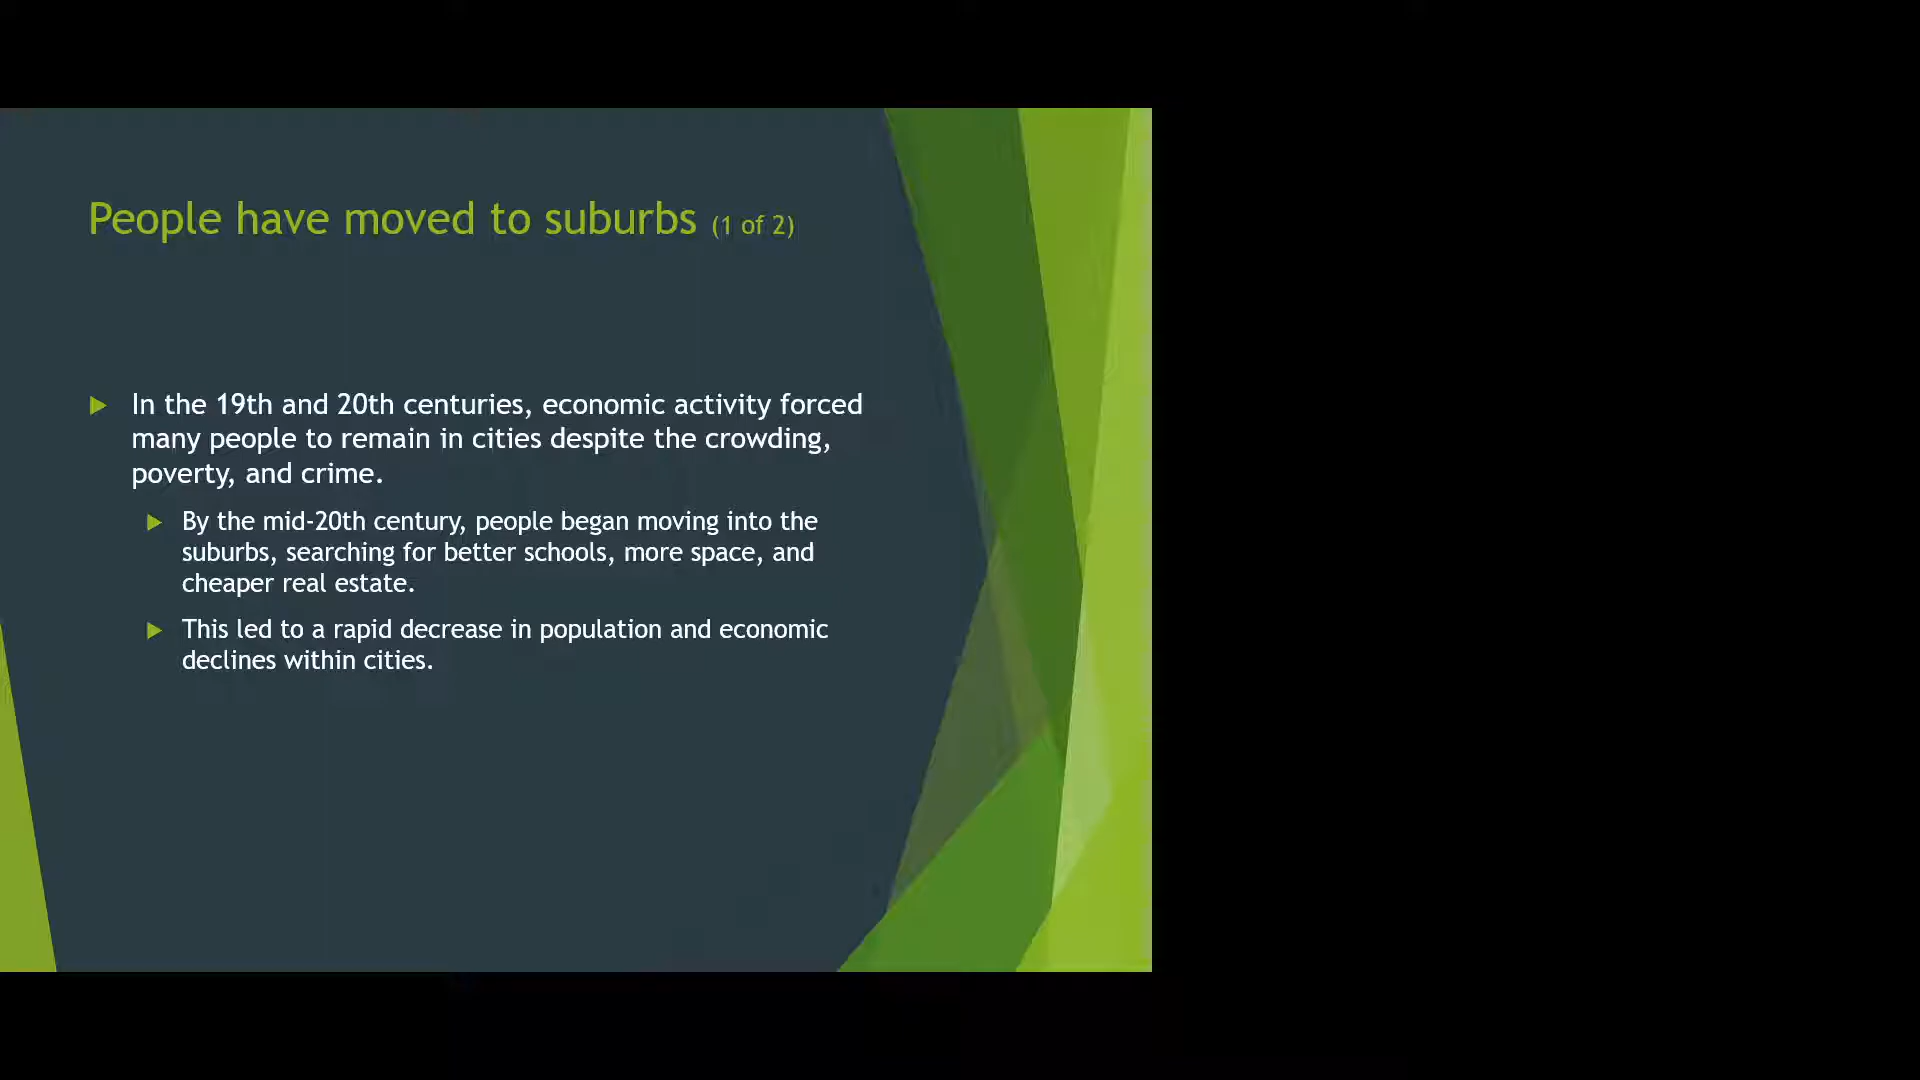 People have moved to suburbs (1 of 2)
In the 19th and 20th centuries, economic activity forced
many people to remain in cities despite the crowding,
poverty, and crime.
By the mid-20th century, people began moving into the
suburbs, searching for better schools, more space, and
cheaper real estate.
This led to a rapid decrease in population and economic
declines within cities.